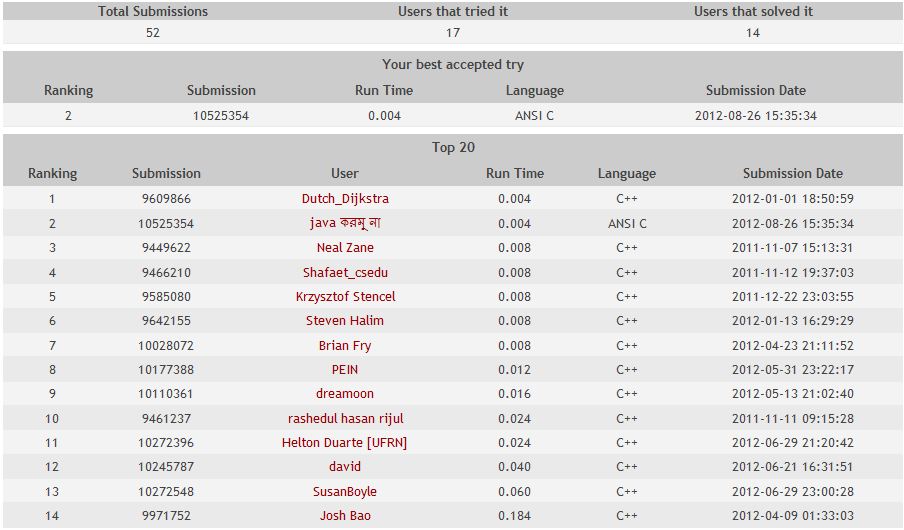 Total Submissions Users that tried it Users that solved it
52 17 14
Your best accepted try
Ranking Submission Run Time Language Submission Date
2 10525354 0.004 ANSI C 2012-08-26 15:35:34
Top 20
Ranking Submission User Run Time Language Submission Date
1 9609866 Dutch_Dijkstra 0.004 C++ 2012-01-01 18:50:59
2 10525354 java করমু না 0.004 ANSI C 2012-08-26 15:35:34
3 9449622 Neal Zane 0.008 C++ 2011-11-07 15:13:31
4 9466210 Shafaet_csedu 0.008 C++ 2011-11-12 19:37:03
5 9585080 Krzysztof Stencel 0.008 C++ 2011-12-22 23:03:55
6 9642155 Steven Halim 0.008 C++ 2012-01-13 16:29:29
7 10028072 Brian Fry 0.008 C++ 2012-04-23 21:11:52
8 10177388 PEIN 0.012 C++ 2012-05-31 23:22:17
9 10110361 dreamoon 0.016 C++ 2012-05-13 21:02:40
10 9461237 rashedul hasan rijul 0.024 C++ 2011-11-11 09:15:28
11 10272396 Helton Duarte [UFRN] 0.024 C++ 2012-06-29 21:20:42
12 10245787 david 0.040 C++ 2012-06-21 16:31:51
13 10272548 SusanBoyle 0.060 C++ 2012-06-29 23:00:28
14 9971752 Josh Bao 0.184 C++ 2012-04-09 01:33:03